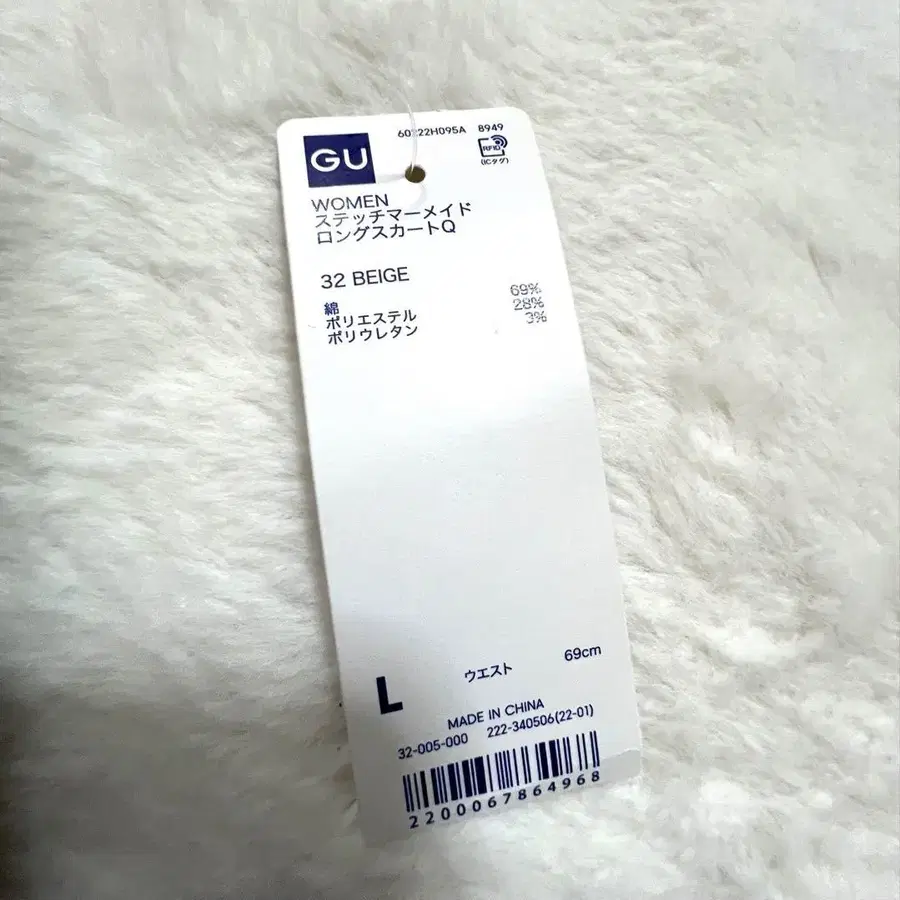 60222H095A 8949
GU
RFID
(ICタグ)
WOMEN
ステッチマーメイド
ロングスカートQ
32 BEIGE
綿 69%
ポリエステル 28%
ポリウレタン 3%
L ウエスト 69cm
MADE IN CHINA
32-005-000 222-340506(22-01)
2200067864968